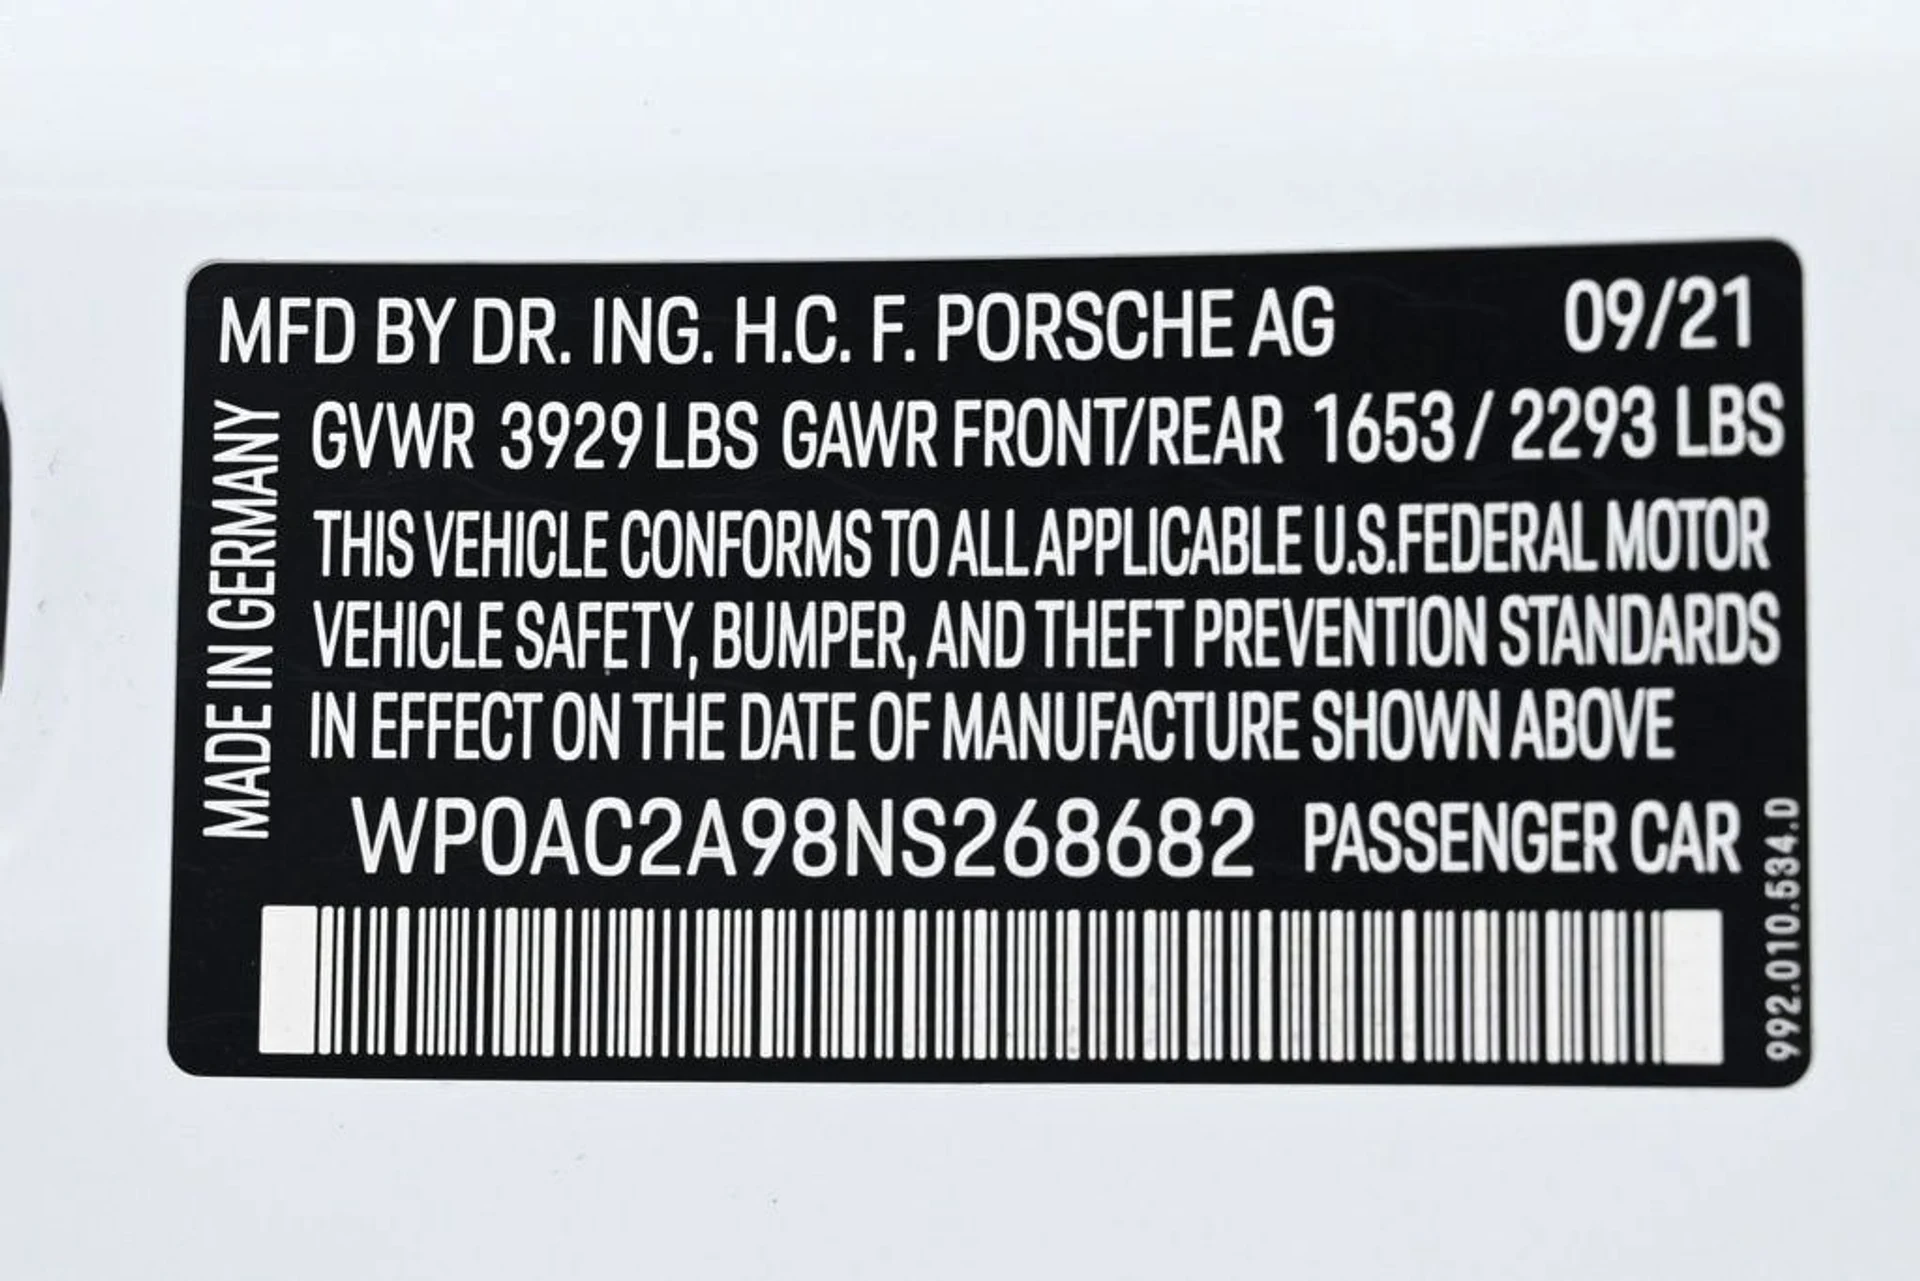 MFD BY DR. ING. H.C. F. PORSCHE AG 09/21
GVWR 3929 LBS GAWR FRONT/REAR 1653 / 2293 LBS
THIS VEHICLE CONFORMS TO ALL APPLICABLE U.S.FEDERAL MOTOR
VEHICLE SAFETY, BUMPER, AND THEFT PREVENTION STANDARDS
IN EFFECT ON THE DATE OF MANUFACTURE SHOWN ABOVE
WP0AC2A98NS268682 PASSENGER CAR
MADE IN GERMANY
992.010.534.0